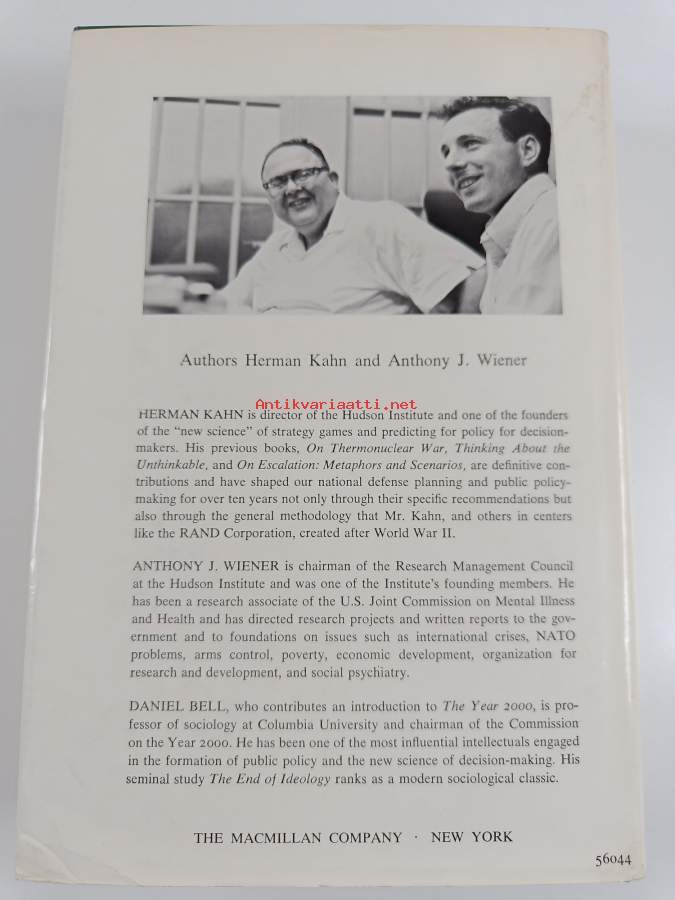 Authors Herman Kahn and Anthony J. Wiener
Antikvariaatti.net
HERMAN KAHN is director of the Hudson Institute and one of the founders
of the “new science” of strategy games and predicting for policy for decision-
makers. His previous books, On Thermonuclear War, Thinking About the
Unthinkable, and On Escalation: Metaphors and Scenarios, are definitive con-
tributions and have shaped our national defense planning and public policy-
making for over ten years not only through their specific recommendations but
also through the general methodology that Mr. Kahn, and others in centers
like the RAND Corporation, created after World War II.
ANTHONY J. WIENER is chairman of the Research Management Council
at the Hudson Institute and was one of the Institute’s founding members. He
has been a research associate of the U.S. Joint Commission on Mental Illness
and Health and has directed research projects and written reports to the gov-
ernment and to foundations on issues such as international crises, NATO
problems, arms control, poverty, economic development, organization for
research and development, and social psychiatry.
DANIEL BELL, who contributes an introduction to The Year 2000, is pro-
fessor of sociology at Columbia University and chairman of the Commission
on the Year 2000. He has been one of the most influential intellectuals engaged
in the formation of public policy and the new science of decision-making. His
seminal study The End of Ideology ranks as a modern sociological classic.
THE MACMILLAN COMPANY · NEW YORK
56044